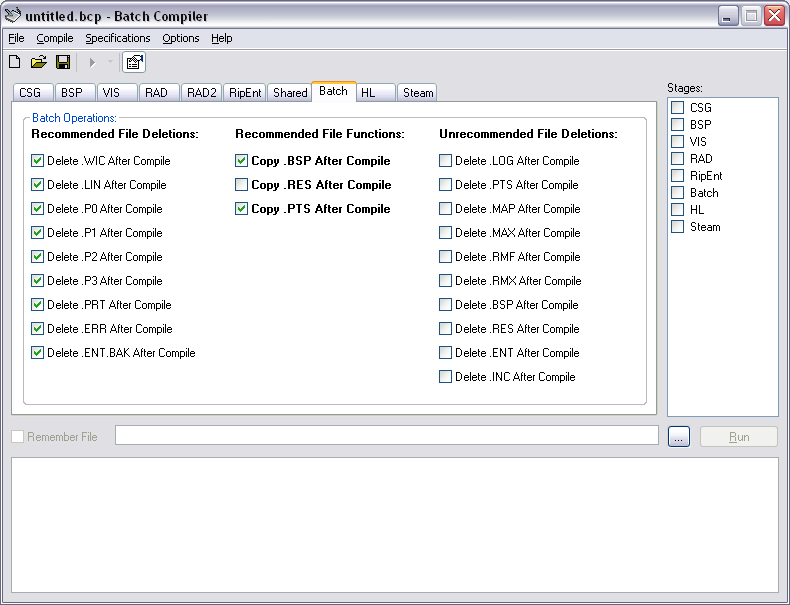 untitled.bcp - Batch Compiler
File Compile Specifications Options Help
CSG BSP VIS RAD RAD2 RipEnt Shared Batch HL Steam
Stages:
CSG
BSP
VIS
RAD
RipEnt
Batch
HL
Steam
Batch Operations:
Recommended File Deletions:
Delete .WIC After Compile
Delete .LIN After Compile
Delete .P0 After Compile
Delete .P1 After Compile
Delete .P2 After Compile
Delete .P3 After Compile
Delete .PRT After Compile
Delete .ERR After Compile
Delete .ENT.BAK After Compile
Recommended File Functions:
Copy .BSP After Compile
Copy .RES After Compile
Copy .PTS After Compile
Unrecommended File Deletions:
Delete .LOG After Compile
Delete .PTS After Compile
Delete .MAP After Compile
Delete .MAX After Compile
Delete .RMF After Compile
Delete .RMX After Compile
Delete .BSP After Compile
Delete .RES After Compile
Delete .ENT After Compile
Delete .INC After Compile
Remember File
...
Run